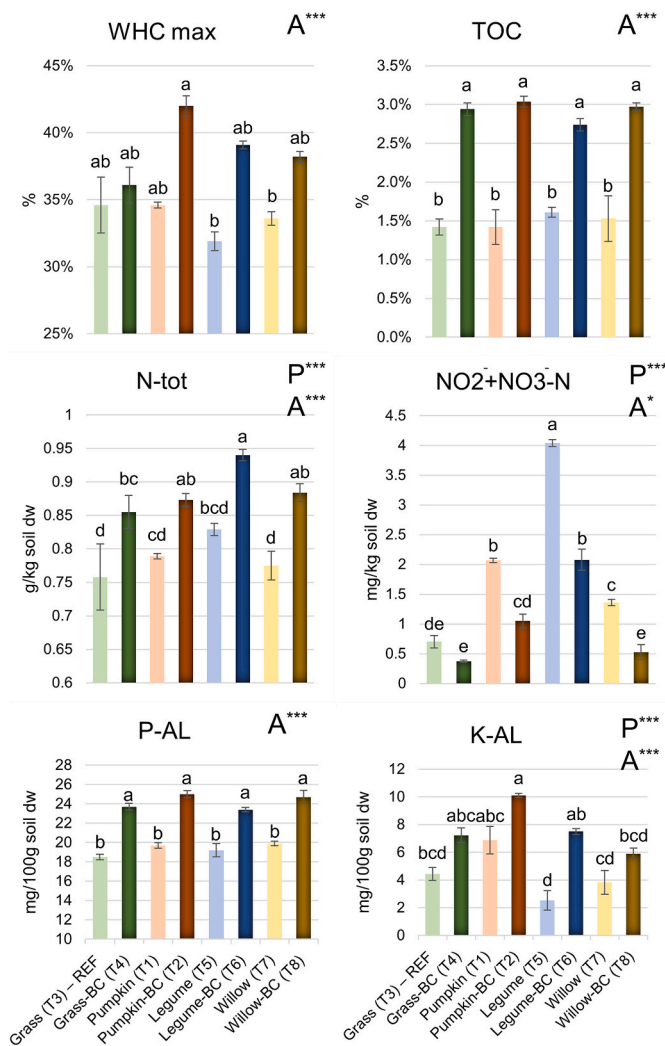 WHC max A***
TOC A***
45%
40%
35%
30%
25%
%
ab
ab
ab
a
b
ab
b
ab
3.5%
3.0%
2.5%
2.0%
1.5%
1.0%
0.5%
0.0%
%
b
a
b
a
b
a
b
a
N-tot P***
A***
NO2⁻+NO3⁻-N P***
A*
1
0.95
0.9
0.85
0.8
0.75
0.7
0.65
0.6
g/kg soil dw
d
bc
cd
ab
bcd
a
d
ab
4.5
4
3.5
3
2.5
2
1.5
1
0.5
0
mg/kg soil dw
de
e
b
cd
a
b
c
e
P-AL A***
K-AL P***
A***
28
26
24
22
20
18
16
14
12
10
mg/100g soil dw
b
a
b
a
b
a
b
a
12
10
8
6
4
2
0
mg/100g soil dw
bcd
abc
abc
a
d
ab
cd
bcd
Grass (T3) – REF
Grass-BC (T4)
Pumpkin (T1)
Pumpkin-BC (T2)
Legume (T5)
Legume-BC (T6)
Willow (T7)
Willow-BC (T8)
Grass (T3) – REF
Grass-BC (T4)
Pumpkin (T1)
Pumpkin-BC (T2)
Legume (T5)
Legume-BC (T6)
Willow (T7)
Willow-BC (T8)